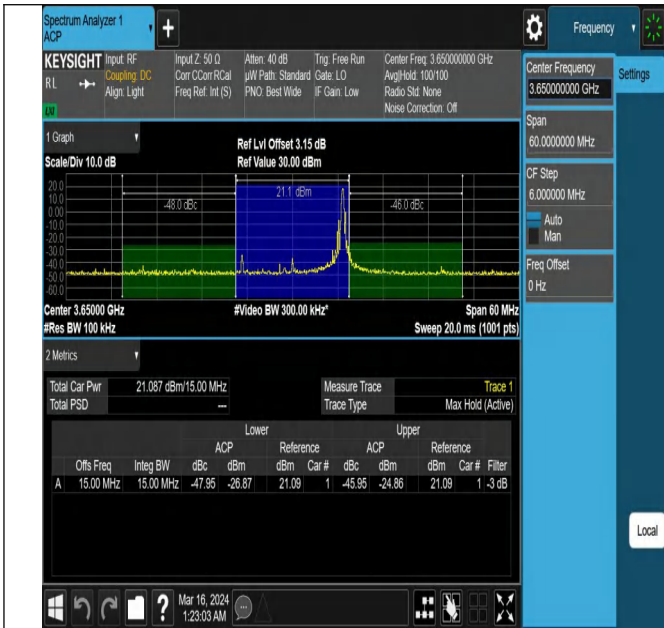 Spectrum Analyzer 1
ACP
Frequency
KEYSIGHT
RL
LXI
Input: RF
Coupling: DC
Align: Light
Input Z: 50 Ω
Corr CCorr RCal
Freq Ref: Int (S)
Atten: 40 dB
µW Path: Standard
PNO: Best Wide
Trig: Free Run
Gate: LO
IF Gain: Low
Center Freq: 3.650000000 GHz
Avg|Hold: 100/100
Radio Std: None
Noise Correction: Off
Center Frequency
3.650000000 GHz
Settings
Span
60.0000000 MHz
CF Step
6.000000 MHz
Auto
Man
Freq Offset
0 Hz
Local
1 Graph
Scale/Div 10.0 dB
Ref Lvl Offset 3.15 dB
Ref Value 30.00 dBm
20.0
10.0
0.00
-10.0
-20.0
-30.0
-40.0
-50.0
-60.0
-48.0 dBc
21.1 dBm
-46.0 dBc
Center 3.65000 GHz
#Video BW 300.00 kHz*
Span 60 MHz
#Res BW 100 kHz
Sweep 20.0 ms (1001 pts)
2 Metrics
Total Car Pwr 21.087 dBm/15.00 MHz
Total PSD ---
Measure Trace Trace 1
Trace Type Max Hold (Active)
Lower Upper
ACP Reference ACP Reference
Offs Freq Integ BW dBc dBm dBm Car # dBc dBm dBm Car # Filter
A 15.00 MHz 15.00 MHz -47.95 -26.87 21.09 1 -45.95 -24.86 21.09 1 -3 dB
?
Mar 16, 2024
1:23:03 AM